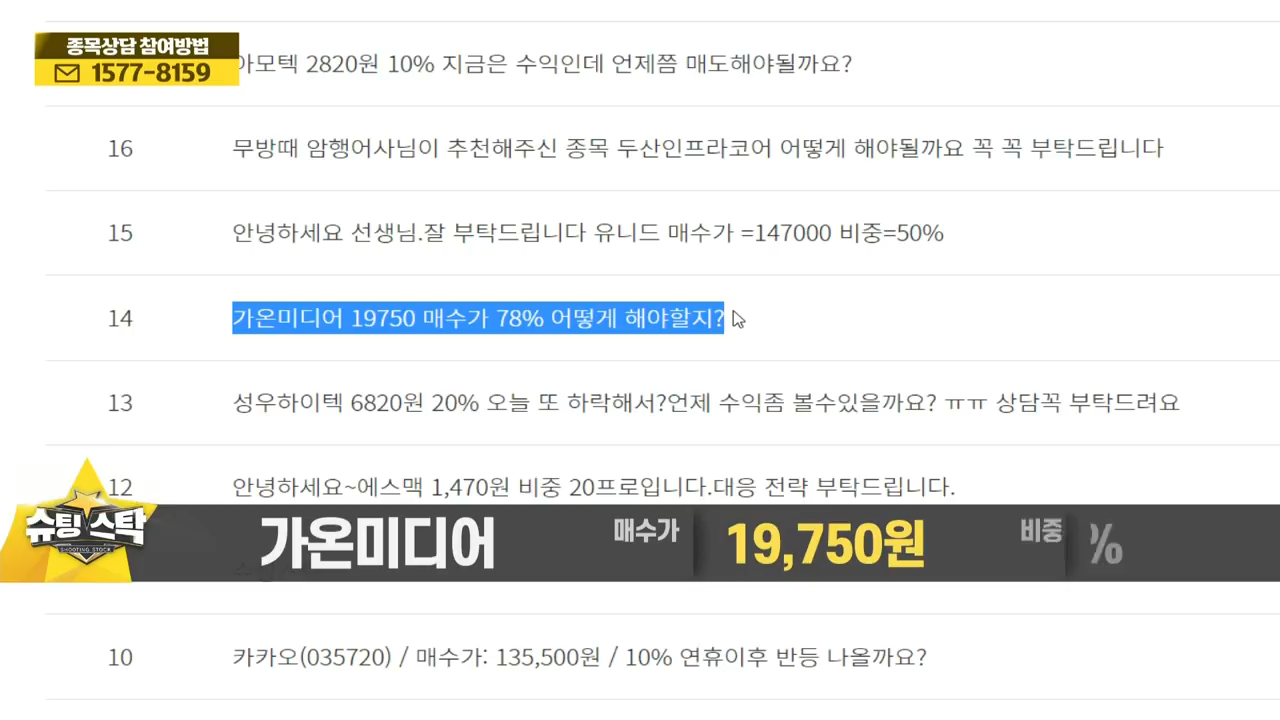 종목상담 참여방법
1577-8159
아모텍 2820원 10% 지금은 수익인데 언제쯤 매도해야될까요?
16 무방때 암행어사님이 추천해주신 종목 두산인프라코어 어떻게 해야될까요 꼭 꼭 부탁드립니다
15 안녕하세요 선생님.잘 부탁드립니다 유니드 매수가 =147000 비중=50%
14 가온미디어 19750 매수가 78% 어떻게 해야할지?
13 성우하이텍 6820원 20% 오늘 또 하락해서?언제 수익좀 볼수있을까요? ㅠㅠ 상담꼭 부탁드려요
12 안녕하세요~에스맥 1,470원 비중 20프로입니다.대응 전략 부탁드립니다.
슈팅스탁
SHOOTING STOCK
가온미디어 매수가 19,750원 비중 %
10 카카오(035720) / 매수가: 135,500원 / 10% 연휴이후 반등 나올까요?